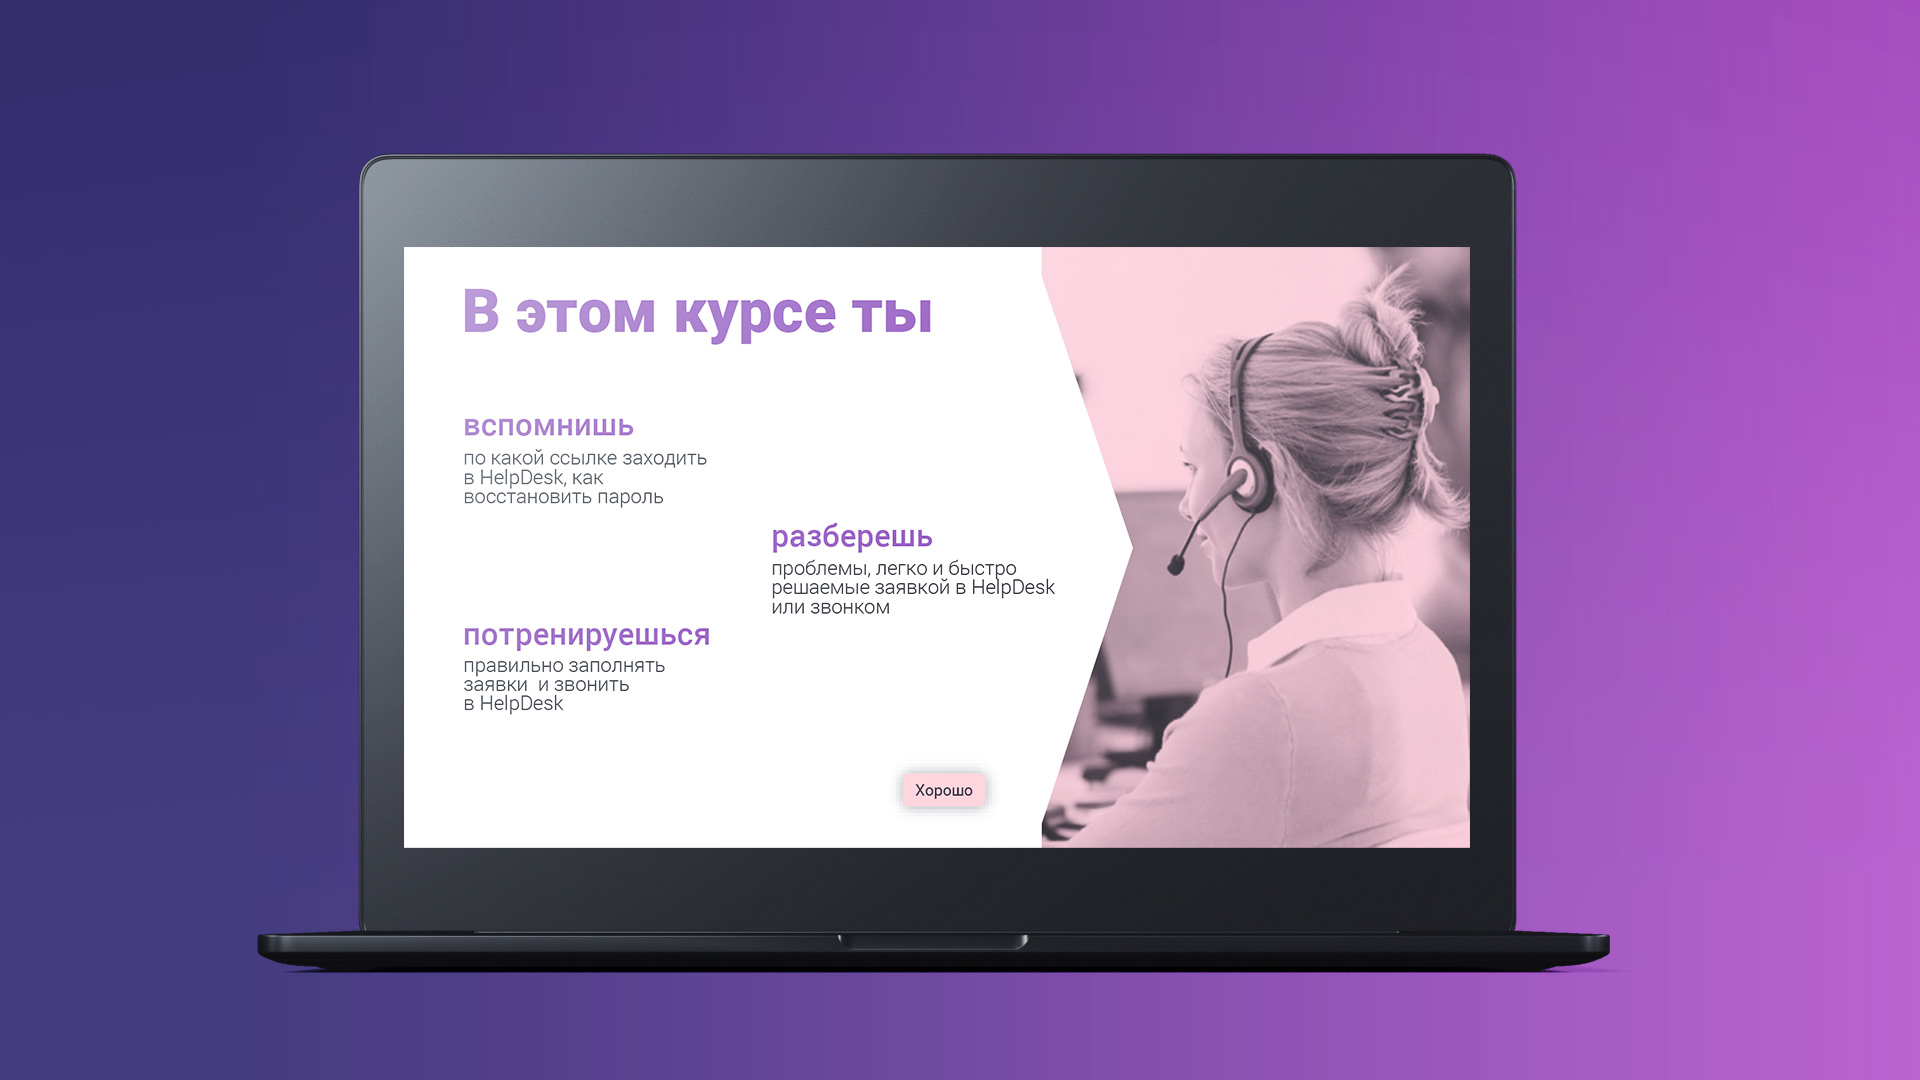 В этом курсе ты
вспомнишь
по какой ссылке заходить
в HelpDesk, как
восстановить пароль
разберешь
проблемы, легко и быстро
решаемые заявкой в HelpDesk
или звонком
потренируешься
правильно заполнять
заявки  и звонить
в HelpDesk
Хорошо